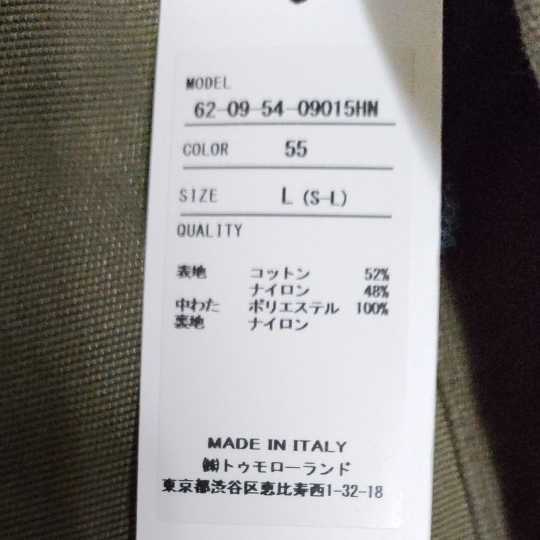 MODEL
62-09-54-09015HN
COLOR 55
SIZE L (S-L)
QUALITY
表地 コットン 52%
ナイロン 48%
中わた ポリエステル 100%
裏地 ナイロン
MADE IN ITALY
㈱トゥモローランド
東京都渋谷区恵比寿西1-32-18